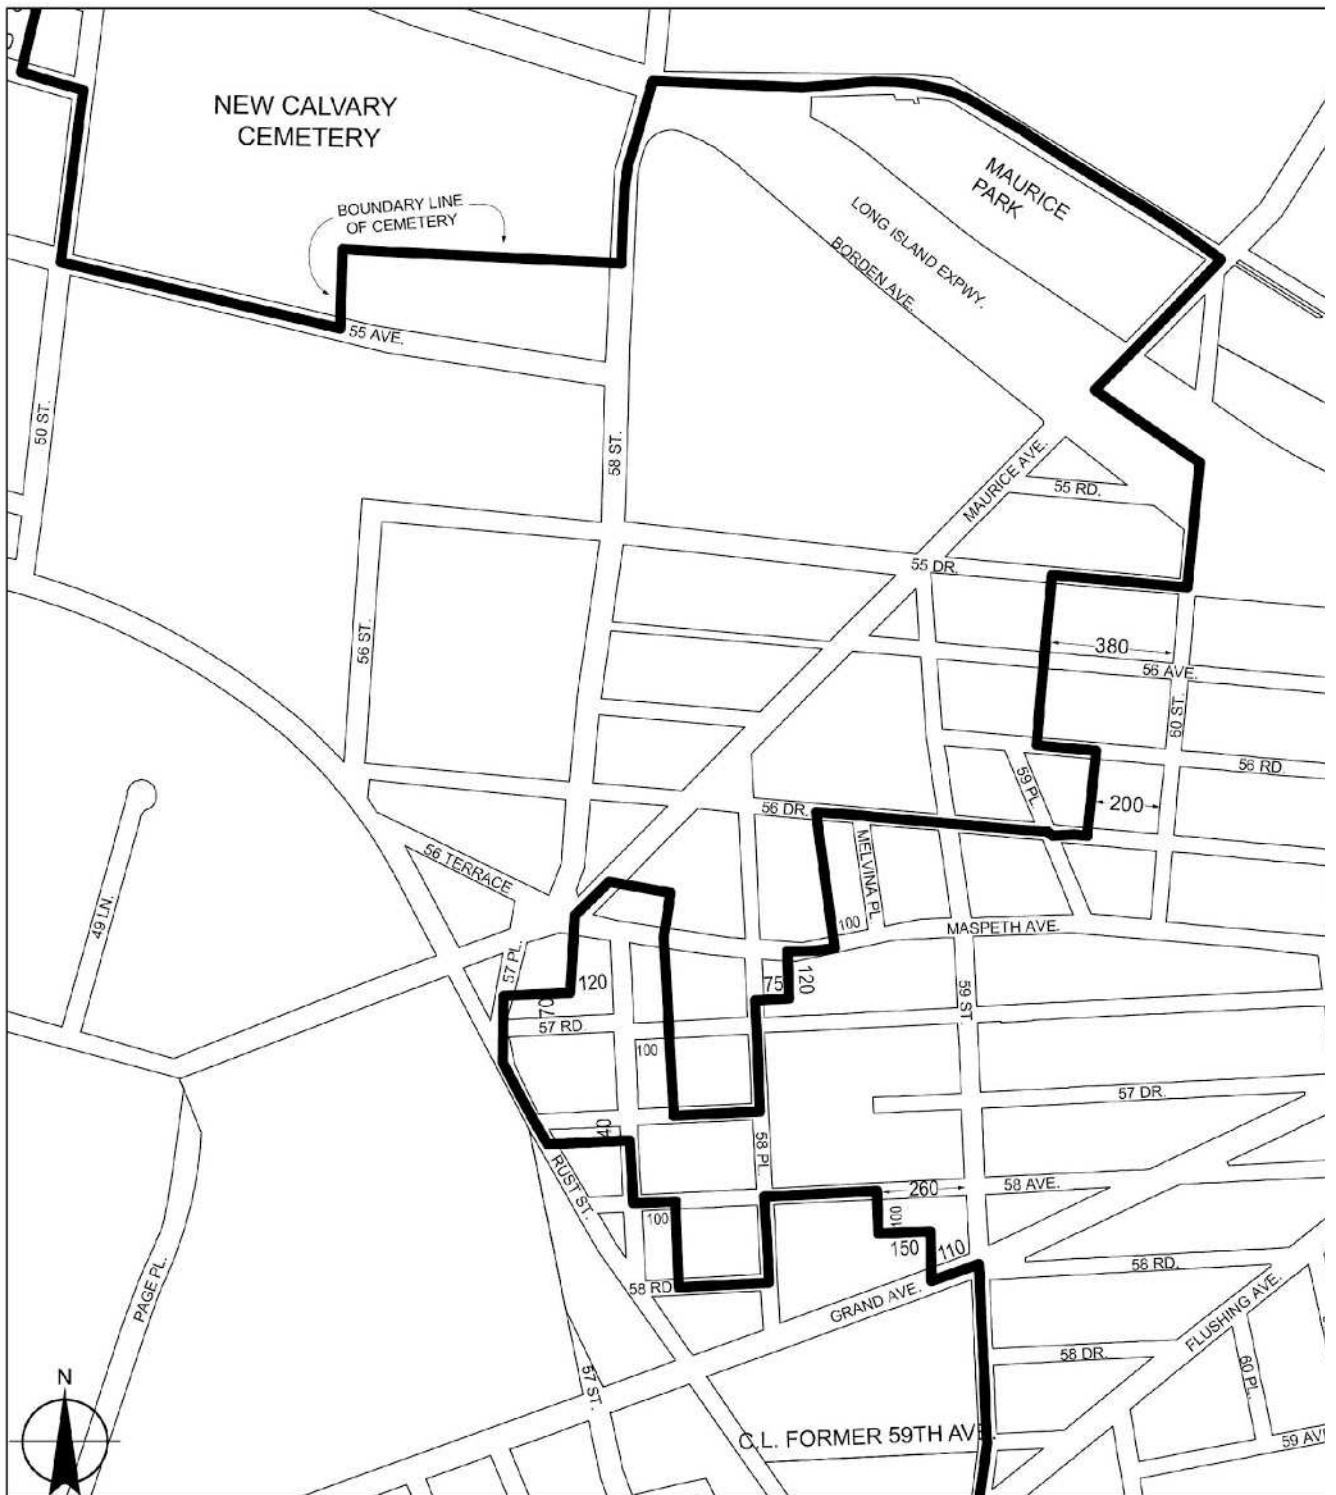 NEW CALVARY
CEMETERY
MAURICE
PARK
BOUNDARY LINE
OF CEMETERY
LONG ISLAND EXPWY.
BORDEN AVE.
55 AVE.
50 ST.
58 ST.
MAURICE AVE.
55 RD.
55 DR.
56 ST.
380
56 AVE.
60 ST.
56 RD.
59 PL.
200
56 DR.
MELVINA PL.
56 TERRACE
49 LN.
100
MASPETH AVE.
57 PL.
120
75
120
59 ST.
70
57 RD.
100
57 DR.
40
58 PL.
RUST ST.
260
58 AVE.
100
100
150
110
PAGE PL.
58 RD.
GRAND AVE.
58 RD.
FLUSHING AVE.
58 DR.
60 PL.
N
57 ST.
C.L. FORMER 59TH AVE.
59 AVE